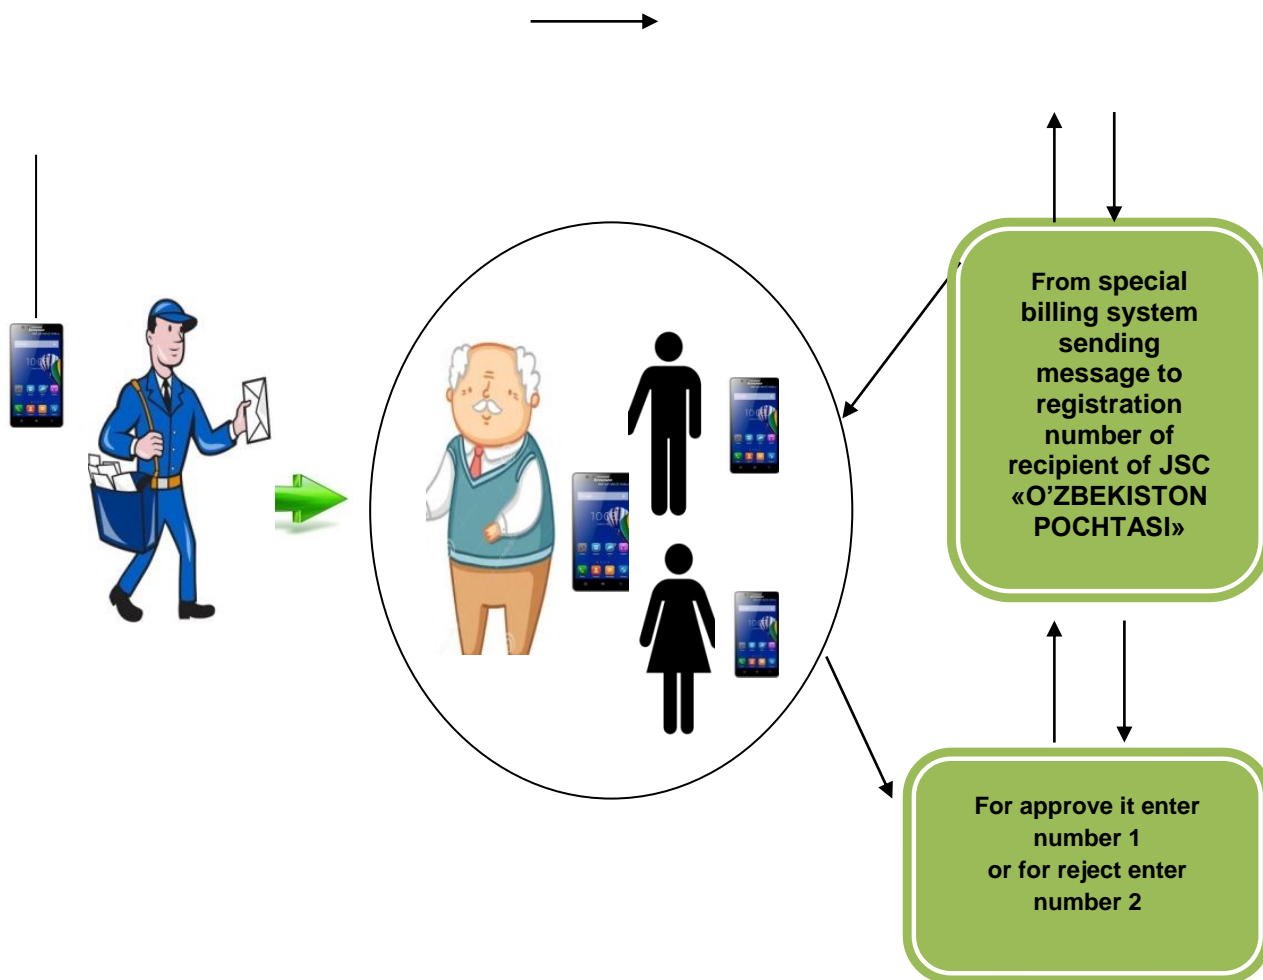 From special
billing system
sending
message to
registration
number of
recipient of JSC
«O’ZBEKISTON
POCHTASI»
For approve it enter
number 1
or for reject enter
number 2